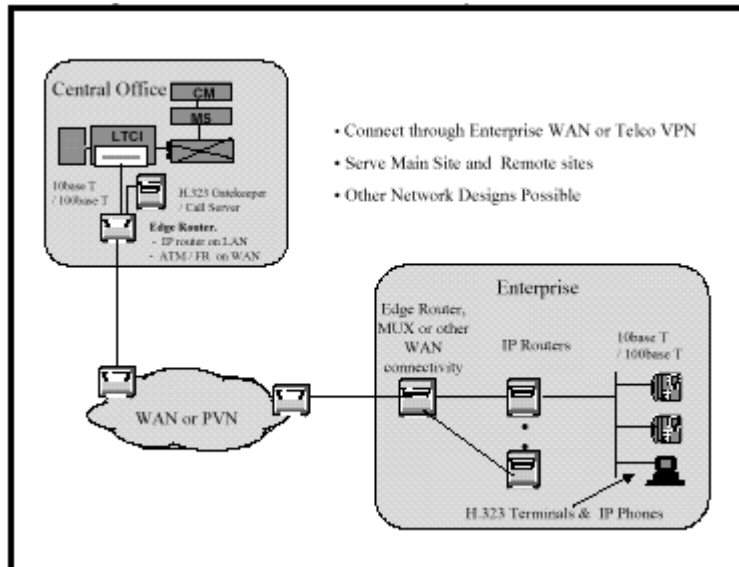 Central Office
CM
MS
LTCI
10base T
/ 100base T
H.323 Gatekeeper
/ Call Server
Edge Router.
- IP router on LAN
- ATM / FR on WAN
• Connect through Enterprise WAN or Telco VPN
• Serve Main Site and Remote sites
• Other Network Designs Possible
WAN or PVN
Enterprise
Edge Router,
MUX or other
WAN
connectivity
IP Routers
10base T
/ 100base T
H.323 Terminals & IP Phones